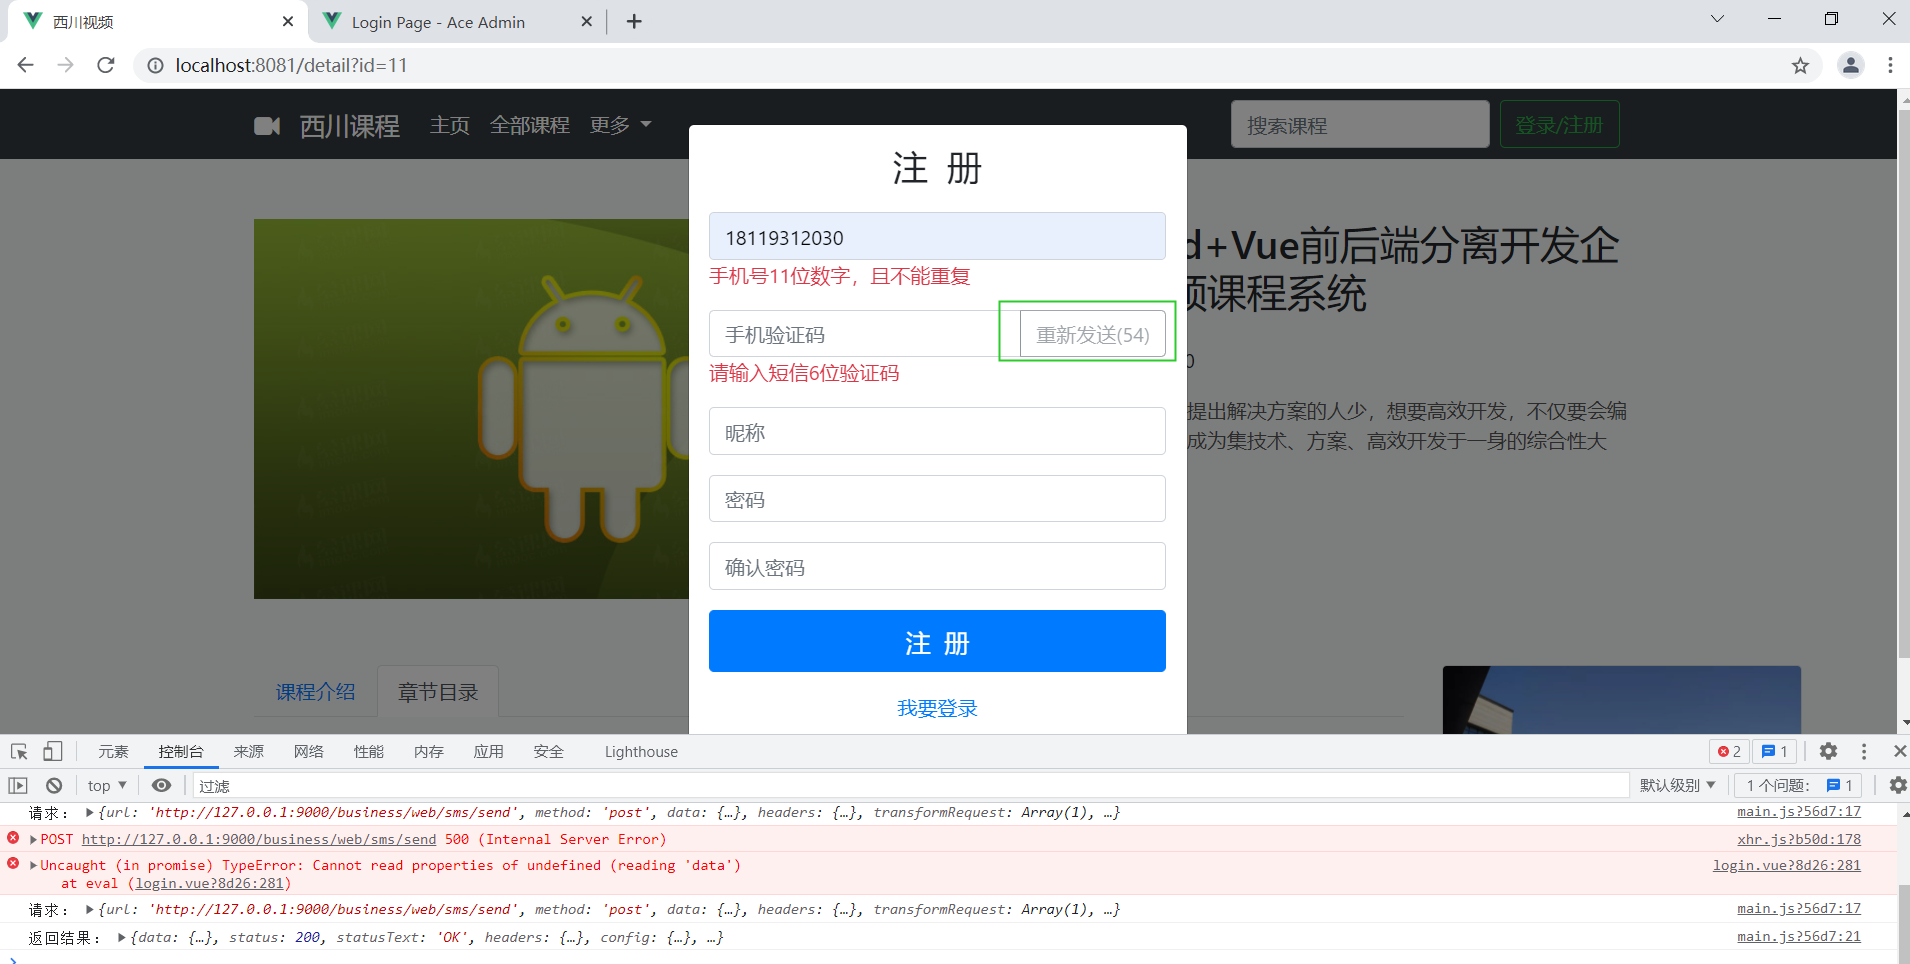 西川视频
Login Page - Ace Admin
localhost:8081/detail?id=11
西川课程 主页 全部课程 更多 搜索课程 登录/注册
注 册
18119312030
手机号11位数字，且不能重复
手机验证码 重新发送(54)
请输入短信6位验证码
昵称
密码
确认密码
注 册
我要登录
d+Vue前后端分离开发企
频课程系统
0
提出解决方案的人少，想要高效开发，不仅要会编
成为集技术、方案、高效开发于一身的综合性大
课程介绍 章节目录
元素 控制台 来源 网络 性能 内存 应用 安全 Lighthouse 2 1
top 过滤 默认级别 1 个问题： 1
请求： {url: 'http://127.0.0.1:9000/business/web/sms/send', method: 'post', data: {…}, headers: {…}, transformRequest: Array(1), …} main.js?56d7:17
POST http://127.0.0.1:9000/business/web/sms/send 500 (Internal Server Error) xhr.js?b50d:178
Uncaught (in promise) TypeError: Cannot read properties of undefined (reading 'data') login.vue?8d26:281
at eval (login.vue?8d26:281)
请求： {url: 'http://127.0.0.1:9000/business/web/sms/send', method: 'post', data: {…}, headers: {…}, transformRequest: Array(1), …} main.js?56d7:17
返回结果： {data: {…}, status: 200, statusText: 'OK', headers: {…}, config: {…}, …} main.js?56d7:21